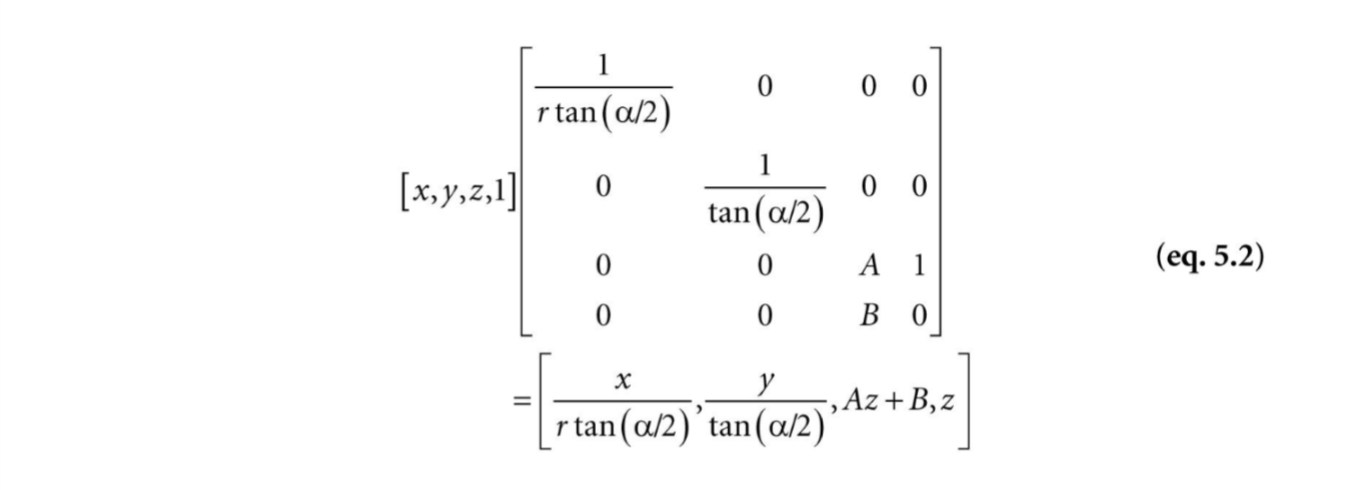 [x,y,z,1] [ 1/(r tan(α/2)) 0 0 0
0 1/tan(α/2) 0 0
0 0 A 1
0 0 B 0 ]
(eq. 5.2)
= [ x/(r tan(α/2)), y/tan(α/2), Az + B, z ]